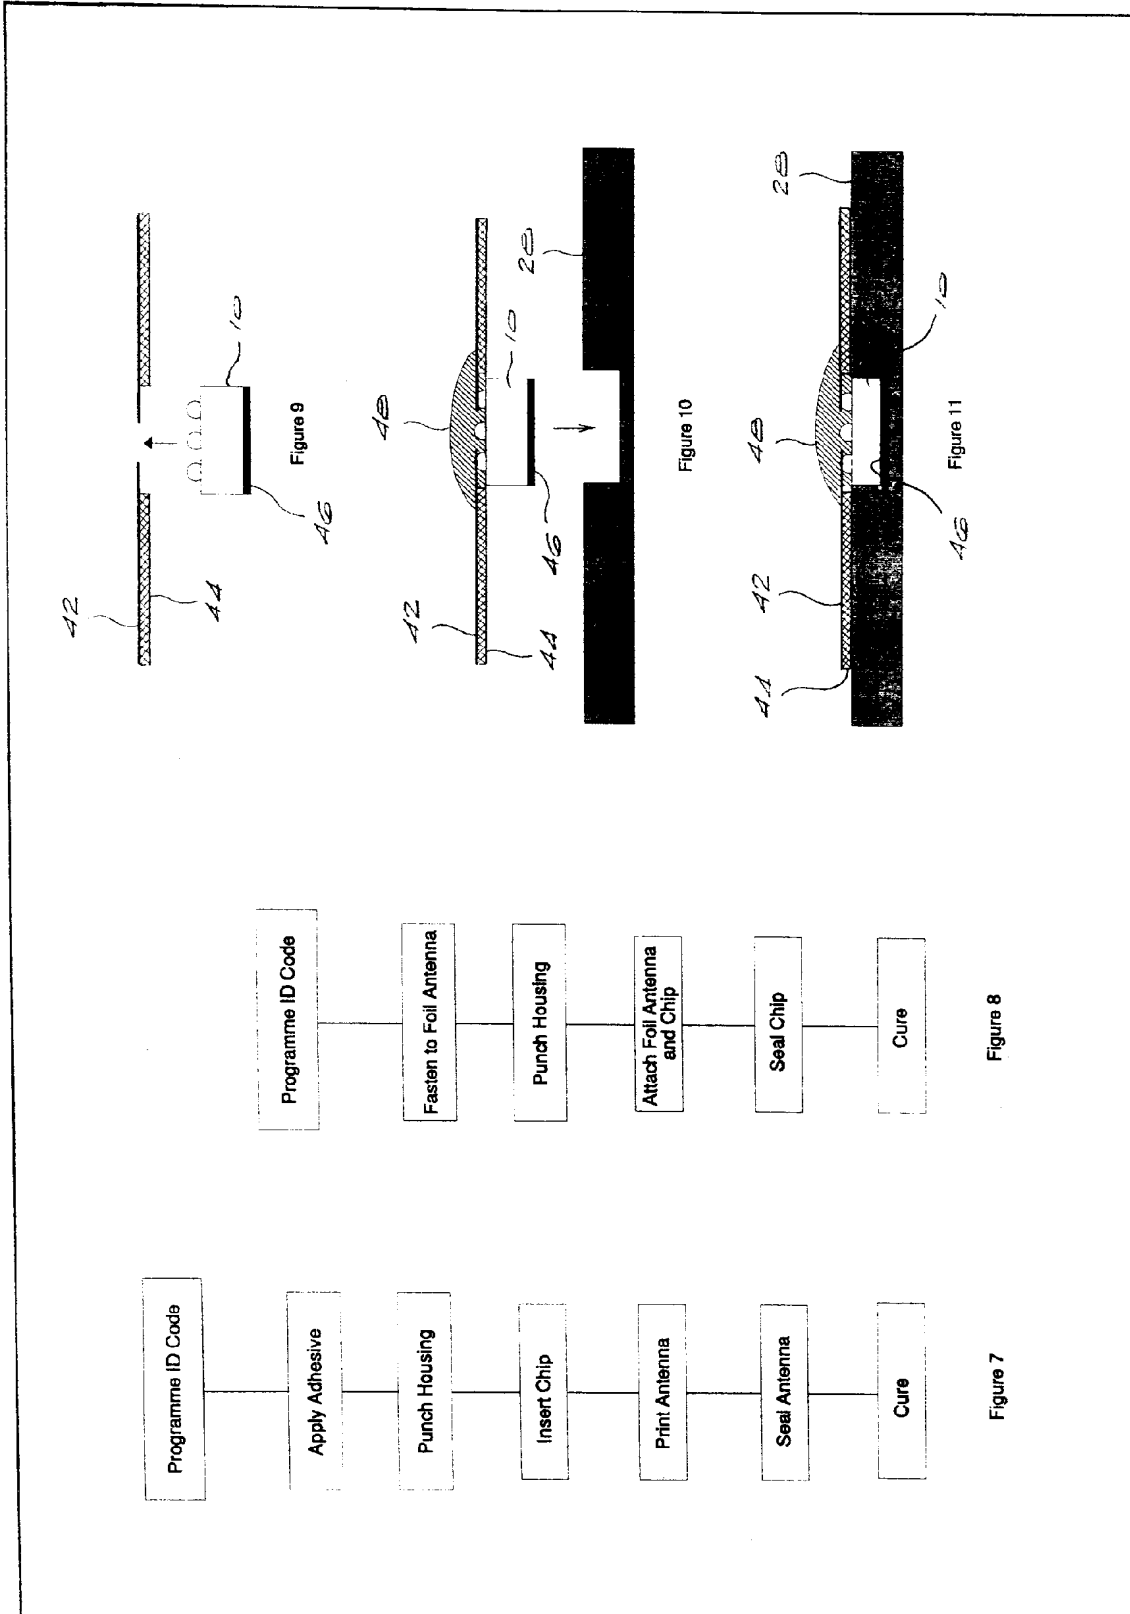 Programme ID Code
Apply Adhesive
Punch Housing
Insert Chip
Print Antenna
Seal Antenna
Cure
Figure 7
Programme ID Code
Fasten to Foil Antenna
Punch Housing
Attach Foil Antenna
and Chip
Seal Chip
Cure
Figure 8
42
44
10
46
Figure 9
48
42
44
10
46
28
Figure 10
48
28
42
44
10
46
Figure 11